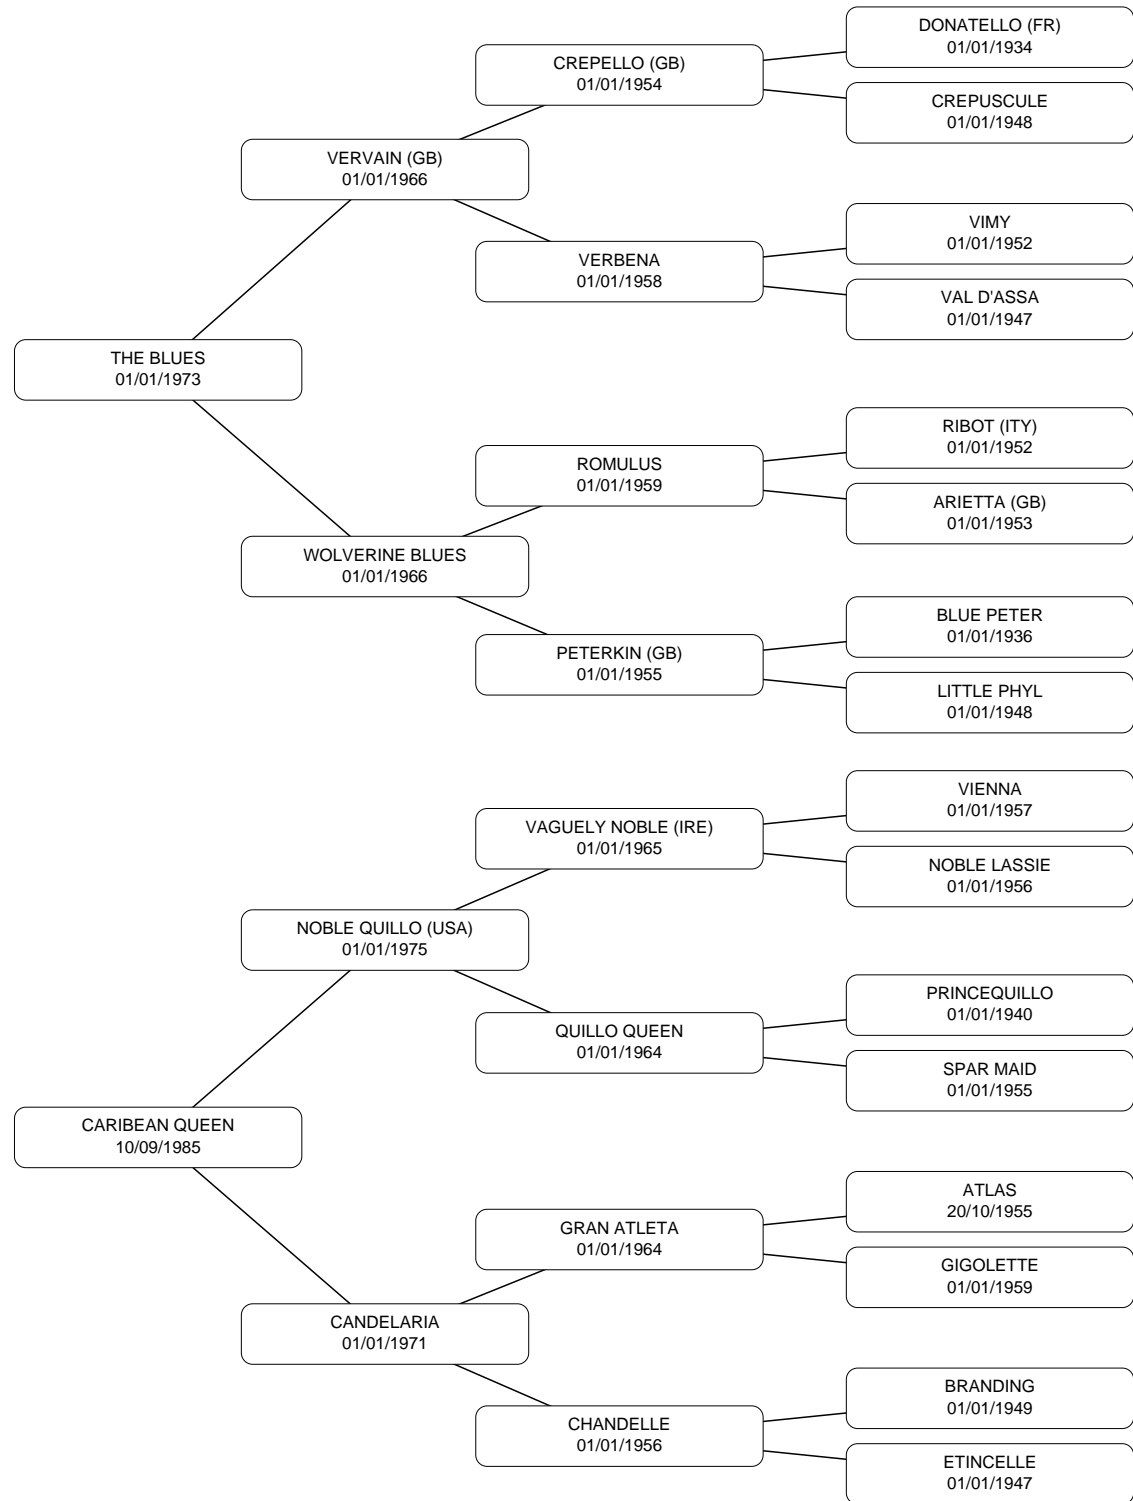 DONATELLO (FR)
01/01/1934
CREPELLO (GB)
01/01/1954
CREPUSCULE
01/01/1948
VERVAIN (GB)
01/01/1966
VIMY
01/01/1952
VERBENA
01/01/1958
VAL D'ASSA
01/01/1947
THE BLUES
01/01/1973
RIBOT (ITY)
01/01/1952
ROMULUS
01/01/1959
ARIETTA (GB)
01/01/1953
WOLVERINE BLUES
01/01/1966
BLUE PETER
01/01/1936
PETERKIN (GB)
01/01/1955
LITTLE PHYL
01/01/1948
VIENNA
01/01/1957
VAGUELY NOBLE (IRE)
01/01/1965
NOBLE LASSIE
01/01/1956
NOBLE QUILLO (USA)
01/01/1975
PRINCEQUILLO
01/01/1940
QUILLO QUEEN
01/01/1964
SPAR MAID
01/01/1955
CARIBEAN QUEEN
10/09/1985
ATLAS
20/10/1955
GRAN ATLETA
01/01/1964
GIGOLETTE
01/01/1959
CANDELARIA
01/01/1971
BRANDING
01/01/1949
CHANDELLE
01/01/1956
ETINCELLE
01/01/1947